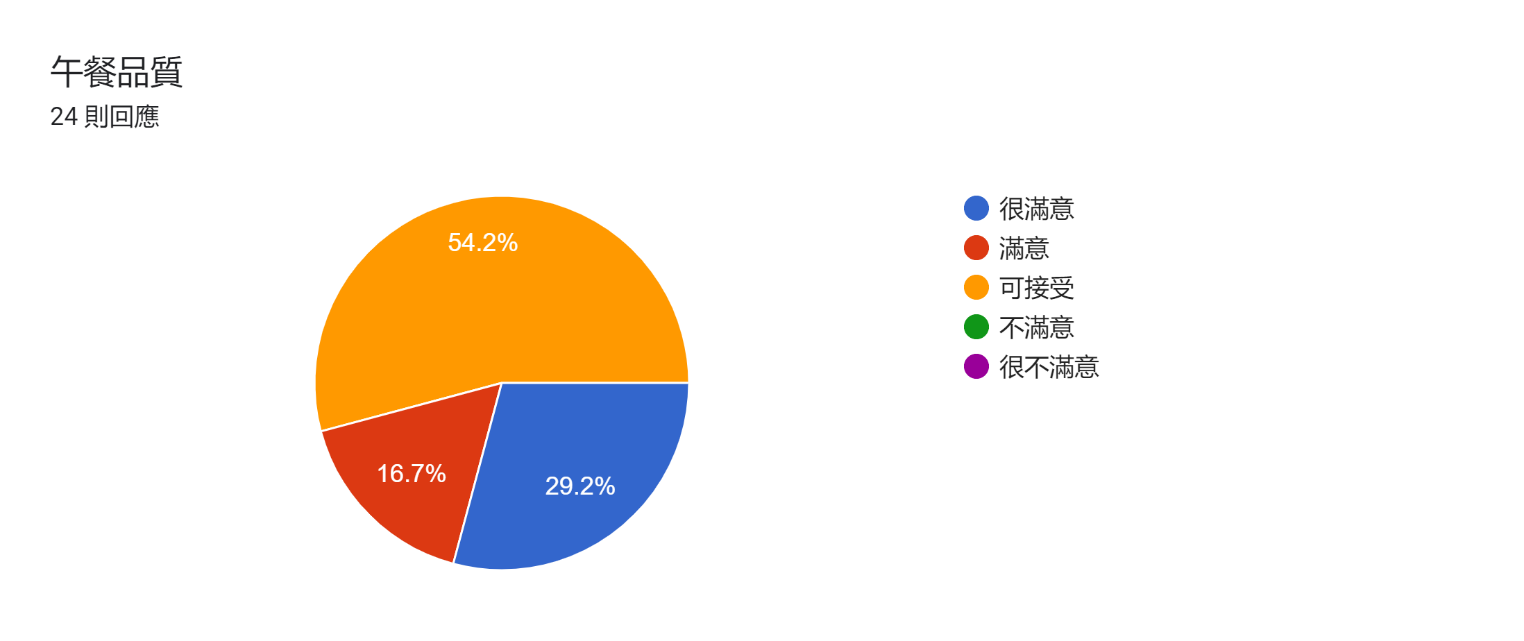 午餐品質
24 則回應
54.2%
16.7%
29.2%
很滿意
滿意
可接受
不滿意
很不滿意